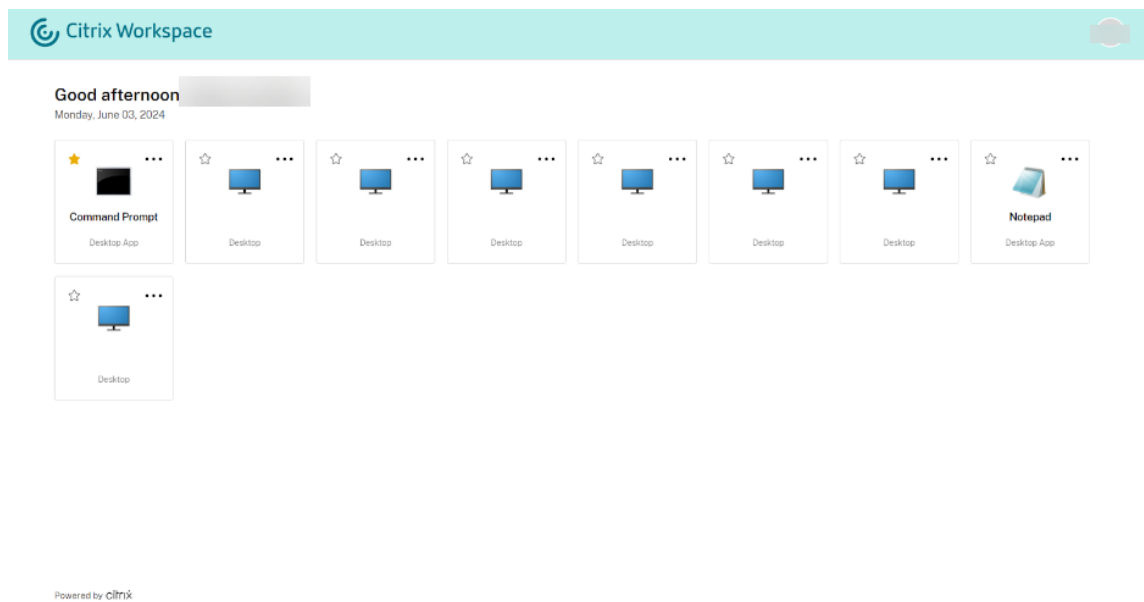 Citrix Workspace
Good afternoon
Monday, June 03, 2024
Command Prompt
Notepad
Desktop App
Desktop
Desktop
Desktop
Desktop
Desktop
Desktop
Desktop App
Desktop
Powered by citrix